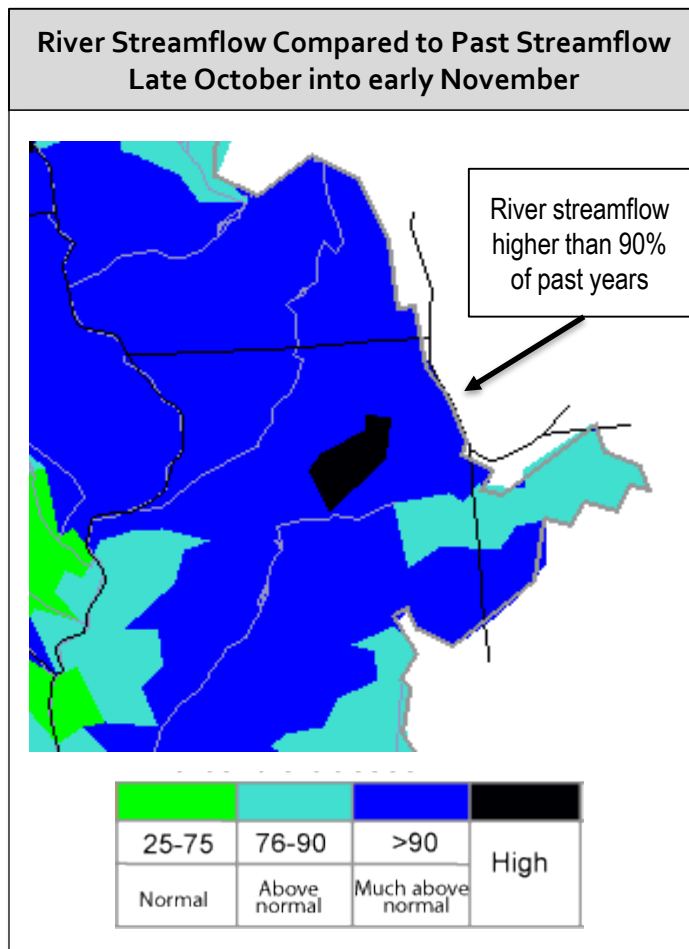 River Streamflow Compared to Past Streamflow
Late October into early November
River streamflow
higher than 90%
of past years
25-75
76-90
>90
High
Normal
Above
normal
Much above
normal